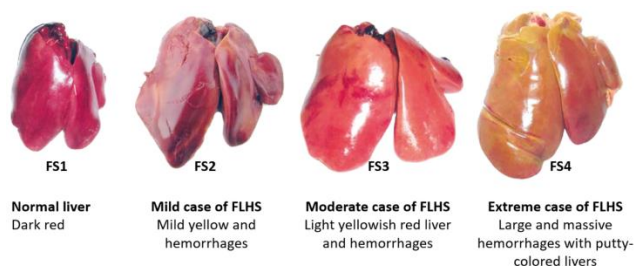 FS1
FS2
FS3
FS4
Normal liver
Dark red
Mild case of FLHS
Mild yellow and
hemorrhages
Moderate case of FLHS
Light yellowish red liver
and hemorrhages
Extreme case of FLHS
Large and massive
hemorrhages with putty-
colored livers